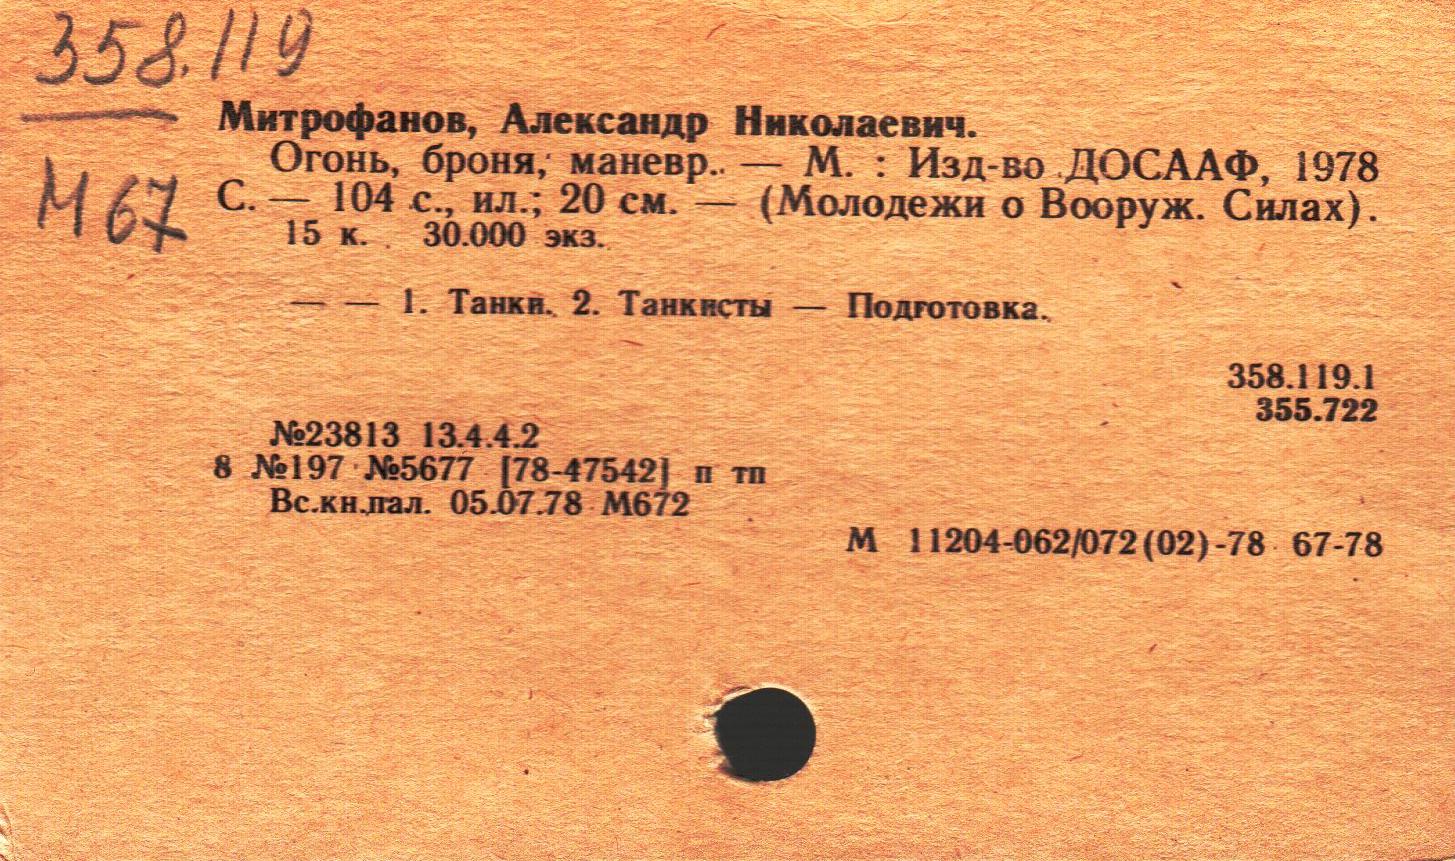 358.119
М67
Митрофанов, Александр Николаевич.
Огонь, броня, маневр. — М. : Изд-во ДОСААФ, 1978
С. — 104 с., ил.; 20 см. — (Молодежи о Вооруж. Силах).
15 к. 30.000 экз.
— — 1. Танки. 2. Танкисты — Подготовка.
358.119.1
355.722
№23813 13.4.4.2
8 №197 №5677 [78-47542] п тп
Вс.кн.пал. 05.07.78 М672
М 11204-062/072(02)-78 67-78